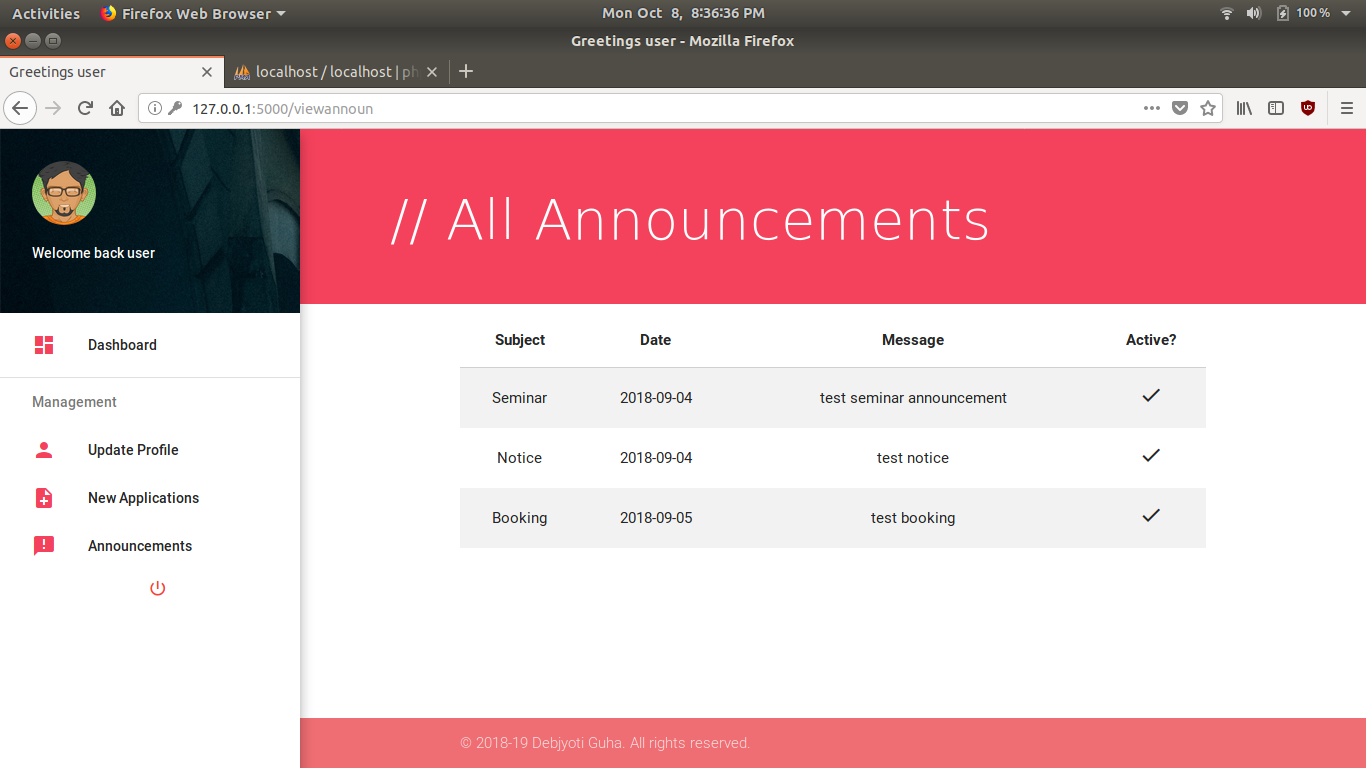 Activities Firefox Web Browser Mon Oct 8, 8:36:36 PM 100%
Greetings user - Mozilla Firefox
Greetings user localhost / localhost | ph
127.0.0.1:5000/viewannoun
Welcome back user
Dashboard
Management
Update Profile
New Applications
Announcements
// All Announcements
Subject Date Message Active?
Seminar 2018-09-04 test seminar announcement
Notice 2018-09-04 test notice
Booking 2018-09-05 test booking
© 2018-19 Debjyoti Guha. All rights reserved.